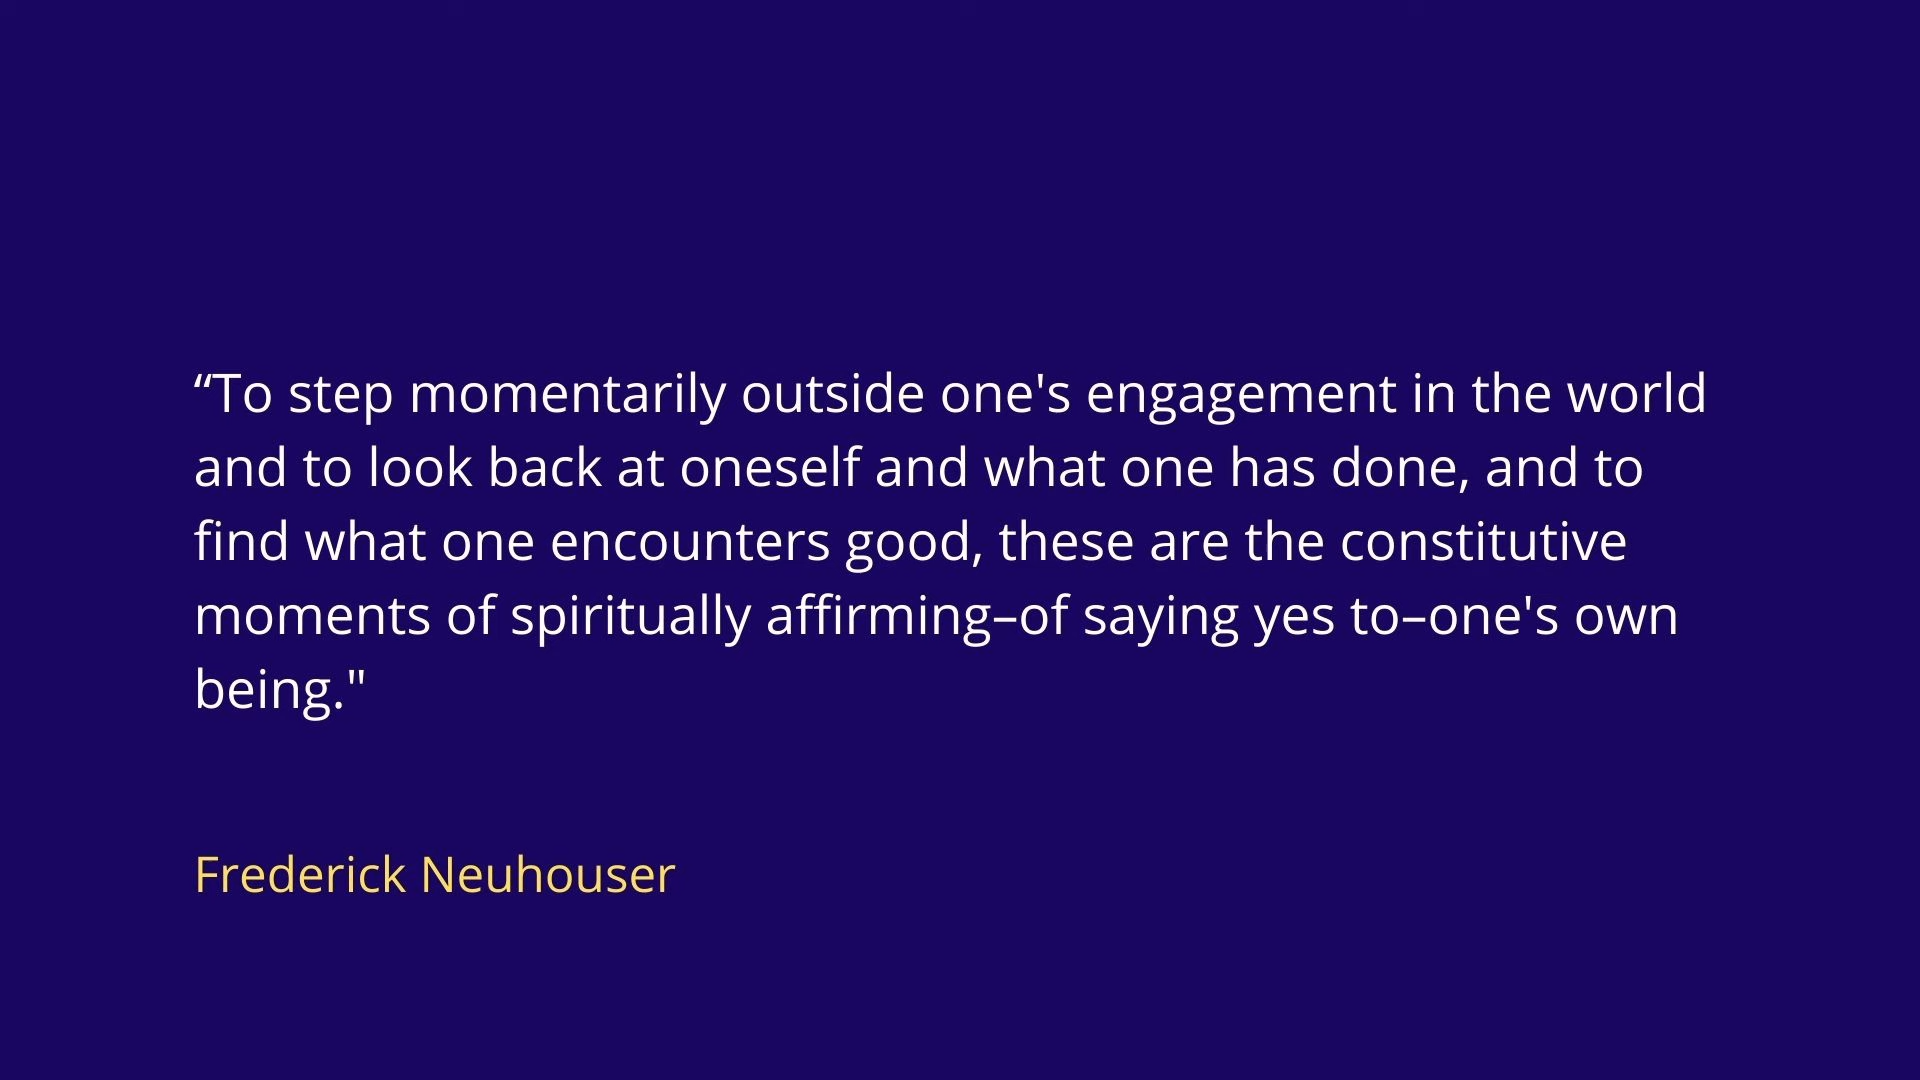 “To step momentarily outside one's engagement in the world
and to look back at oneself and what one has done, and to
find what one encounters good, these are the constitutive
moments of spiritually affirming–of saying yes to–one's own
being."
Frederick Neuhouser